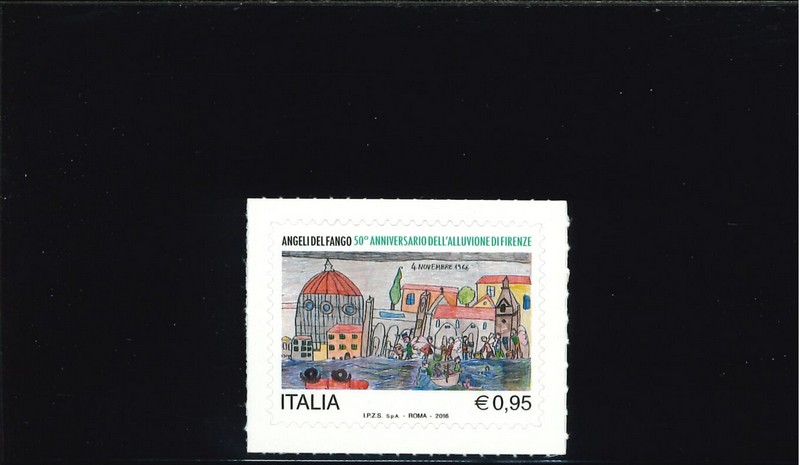 ANGELI DEL FANGO 50° ANNIVERSARIO DELL'ALLUVIONE DI FIRENZE
4 NOVEMBRE 1966
ITALIA
€ 0,95
I.P.Z.S. S.p.A. - ROMA - 2016